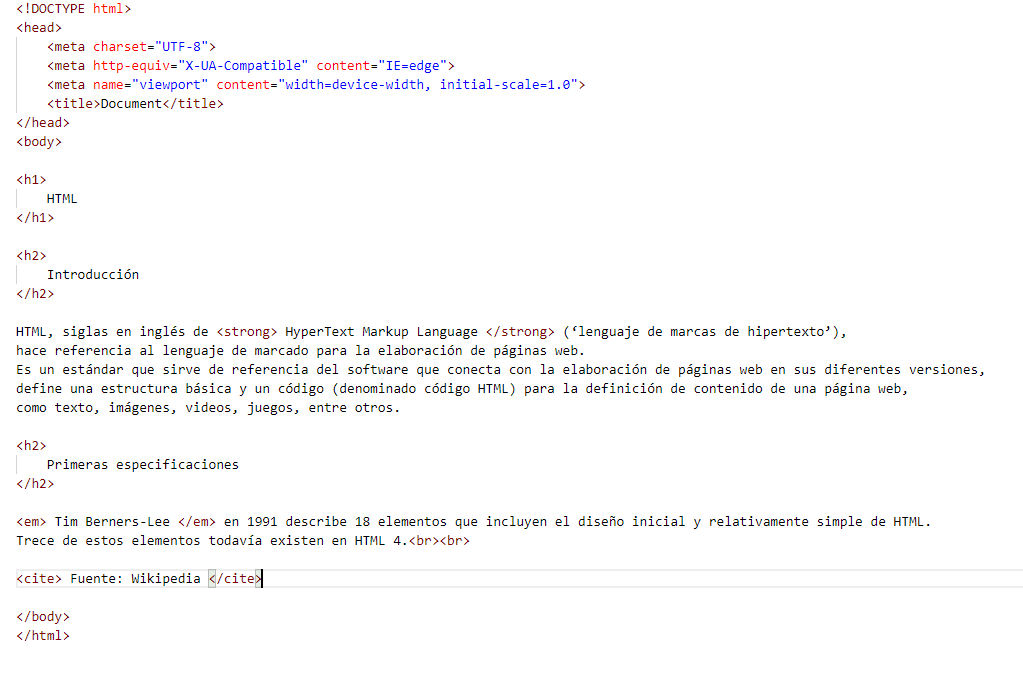 <!DOCTYPE html>
<head>
<meta charset="UTF-8">
<meta http-equiv="X-UA-Compatible" content="IE=edge">
<meta name="viewport" content="width=device-width, initial-scale=1.0">
<title>Document</title>
</head>
<body>
<h1>
HTML
</h1>
<h2>
Introducción
</h2>
HTML, siglas en inglés de <strong> HyperText Markup Language </strong> (‘lenguaje de marcas de hipertexto’),
hace referencia al lenguaje de marcado para la elaboración de páginas web.
Es un estándar que sirve de referencia del software que conecta con la elaboración de páginas web en sus diferentes versiones,
define una estructura básica y un código (denominado código HTML) para la definición de contenido de una página web,
como texto, imágenes, videos, juegos, entre otros.
<h2>
Primeras especificaciones
</h2>
<em> Tim Berners-Lee </em> en 1991 describe 18 elementos que incluyen el diseño inicial y relativamente simple de HTML.
Trece de estos elementos todavía existen en HTML 4.<br><br>
<cite> Fuente: Wikipedia </cite>
</body>
</html>